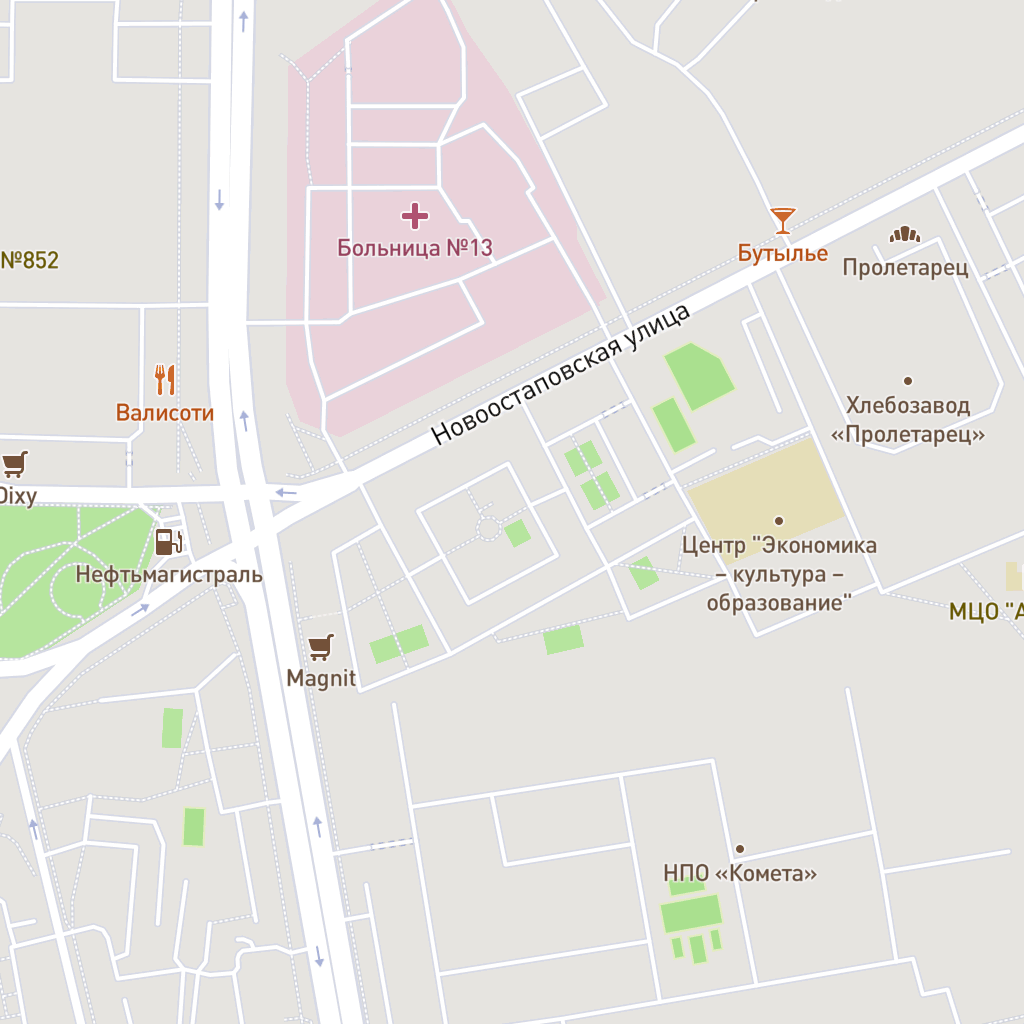 Больница №13
№852
Бутылье
Пролетарец
Новоостаповская улица
Валисоти
Хлебозавод
«Пролетарец»
Dixy
Центр "Экономика
– культура –
образование"
Нефтьмагистраль
МЦО "А
Magnit
НПО «Комета»